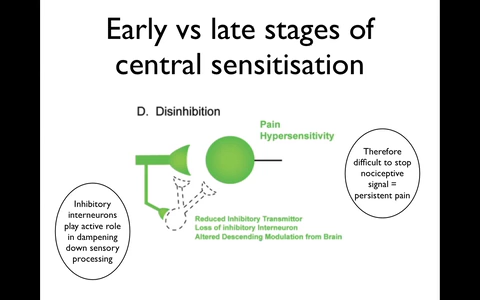 Early vs late stages of
central sensitisation
D. Disinhibition
Pain
Hypersensitivity
Therefore
difficult to stop
nociceptive
signal =
persistent pain
Inhibitory
interneurons
play active role
in dampening
down sensory
processing
Reduced Inhibitory Transmittor
Loss of inhibitory Interneuron
Altered Descending Modulation from Brain